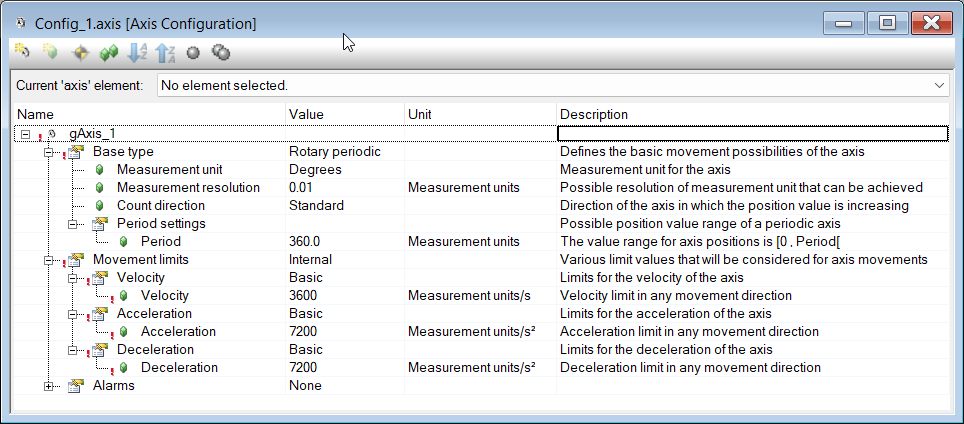 Config_1.axis [Axis Configuration]
Current 'axis' element: No element selected.
Name Value Unit Description
gAxis_1
Base type Rotary periodic Defines the basic movement possibilities of the axis
Measurement unit Degrees Measurement unit for the axis
Measurement resolution 0.01 Measurement units Possible resolution of measurement unit that can be achieved
Count direction Standard Direction of the axis in which the position value is increasing
Period settings Possible position value range of a periodic axis
Period 360.0 Measurement units The value range for axis positions is [0 , Period[
Movement limits Internal Various limit values that will be considered for axis movements
Velocity Basic Limits for the velocity of the axis
Velocity 3600 Measurement units/s Velocity limit in any movement direction
Acceleration Basic Limits for the acceleration of the axis
Acceleration 7200 Measurement units/s² Acceleration limit in any movement direction
Deceleration Basic Limits for the deceleration of the axis
Deceleration 7200 Measurement units/s² Deceleration limit in any movement direction
Alarms None